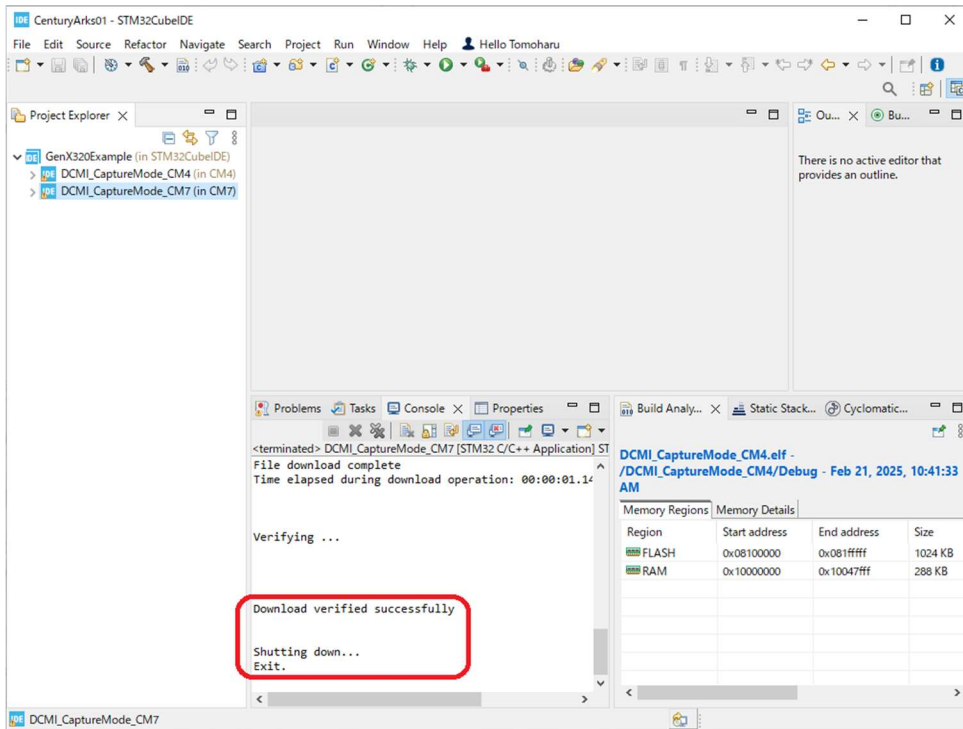 IDE CenturyArks01 - STM32CubeIDE
File Edit Source Refactor Navigate Search Project Run Window Help Hello Tomoharu
Project Explorer
GenX320Example (in STM32CubeIDE)
DCMI_CaptureMode_CM4 (in CM4)
DCMI_CaptureMode_CM7 (in CM7)
Ou... Bu...
There is no active editor that
provides an outline.
Problems Tasks Console Properties
<terminated> DCMI_CaptureMode_CM7 [STM32 C/C++ Application] ST
File download complete
Time elapsed during download operation: 00:00:01.14
Verifying ...
Download verified successfully
Shutting down...
Exit.
Build Analy... Static Stack... Cyclomatic...
DCMI_CaptureMode_CM4.elf -
/DCMI_CaptureMode_CM4/Debug - Feb 21, 2025, 10:41:33
AM
Memory Regions Memory Details
Region Start address End address Size
FLASH 0x08100000 0x081fffff 1024 KB
RAM 0x10000000 0x10047fff 288 KB
IDE DCMI_CaptureMode_CM7